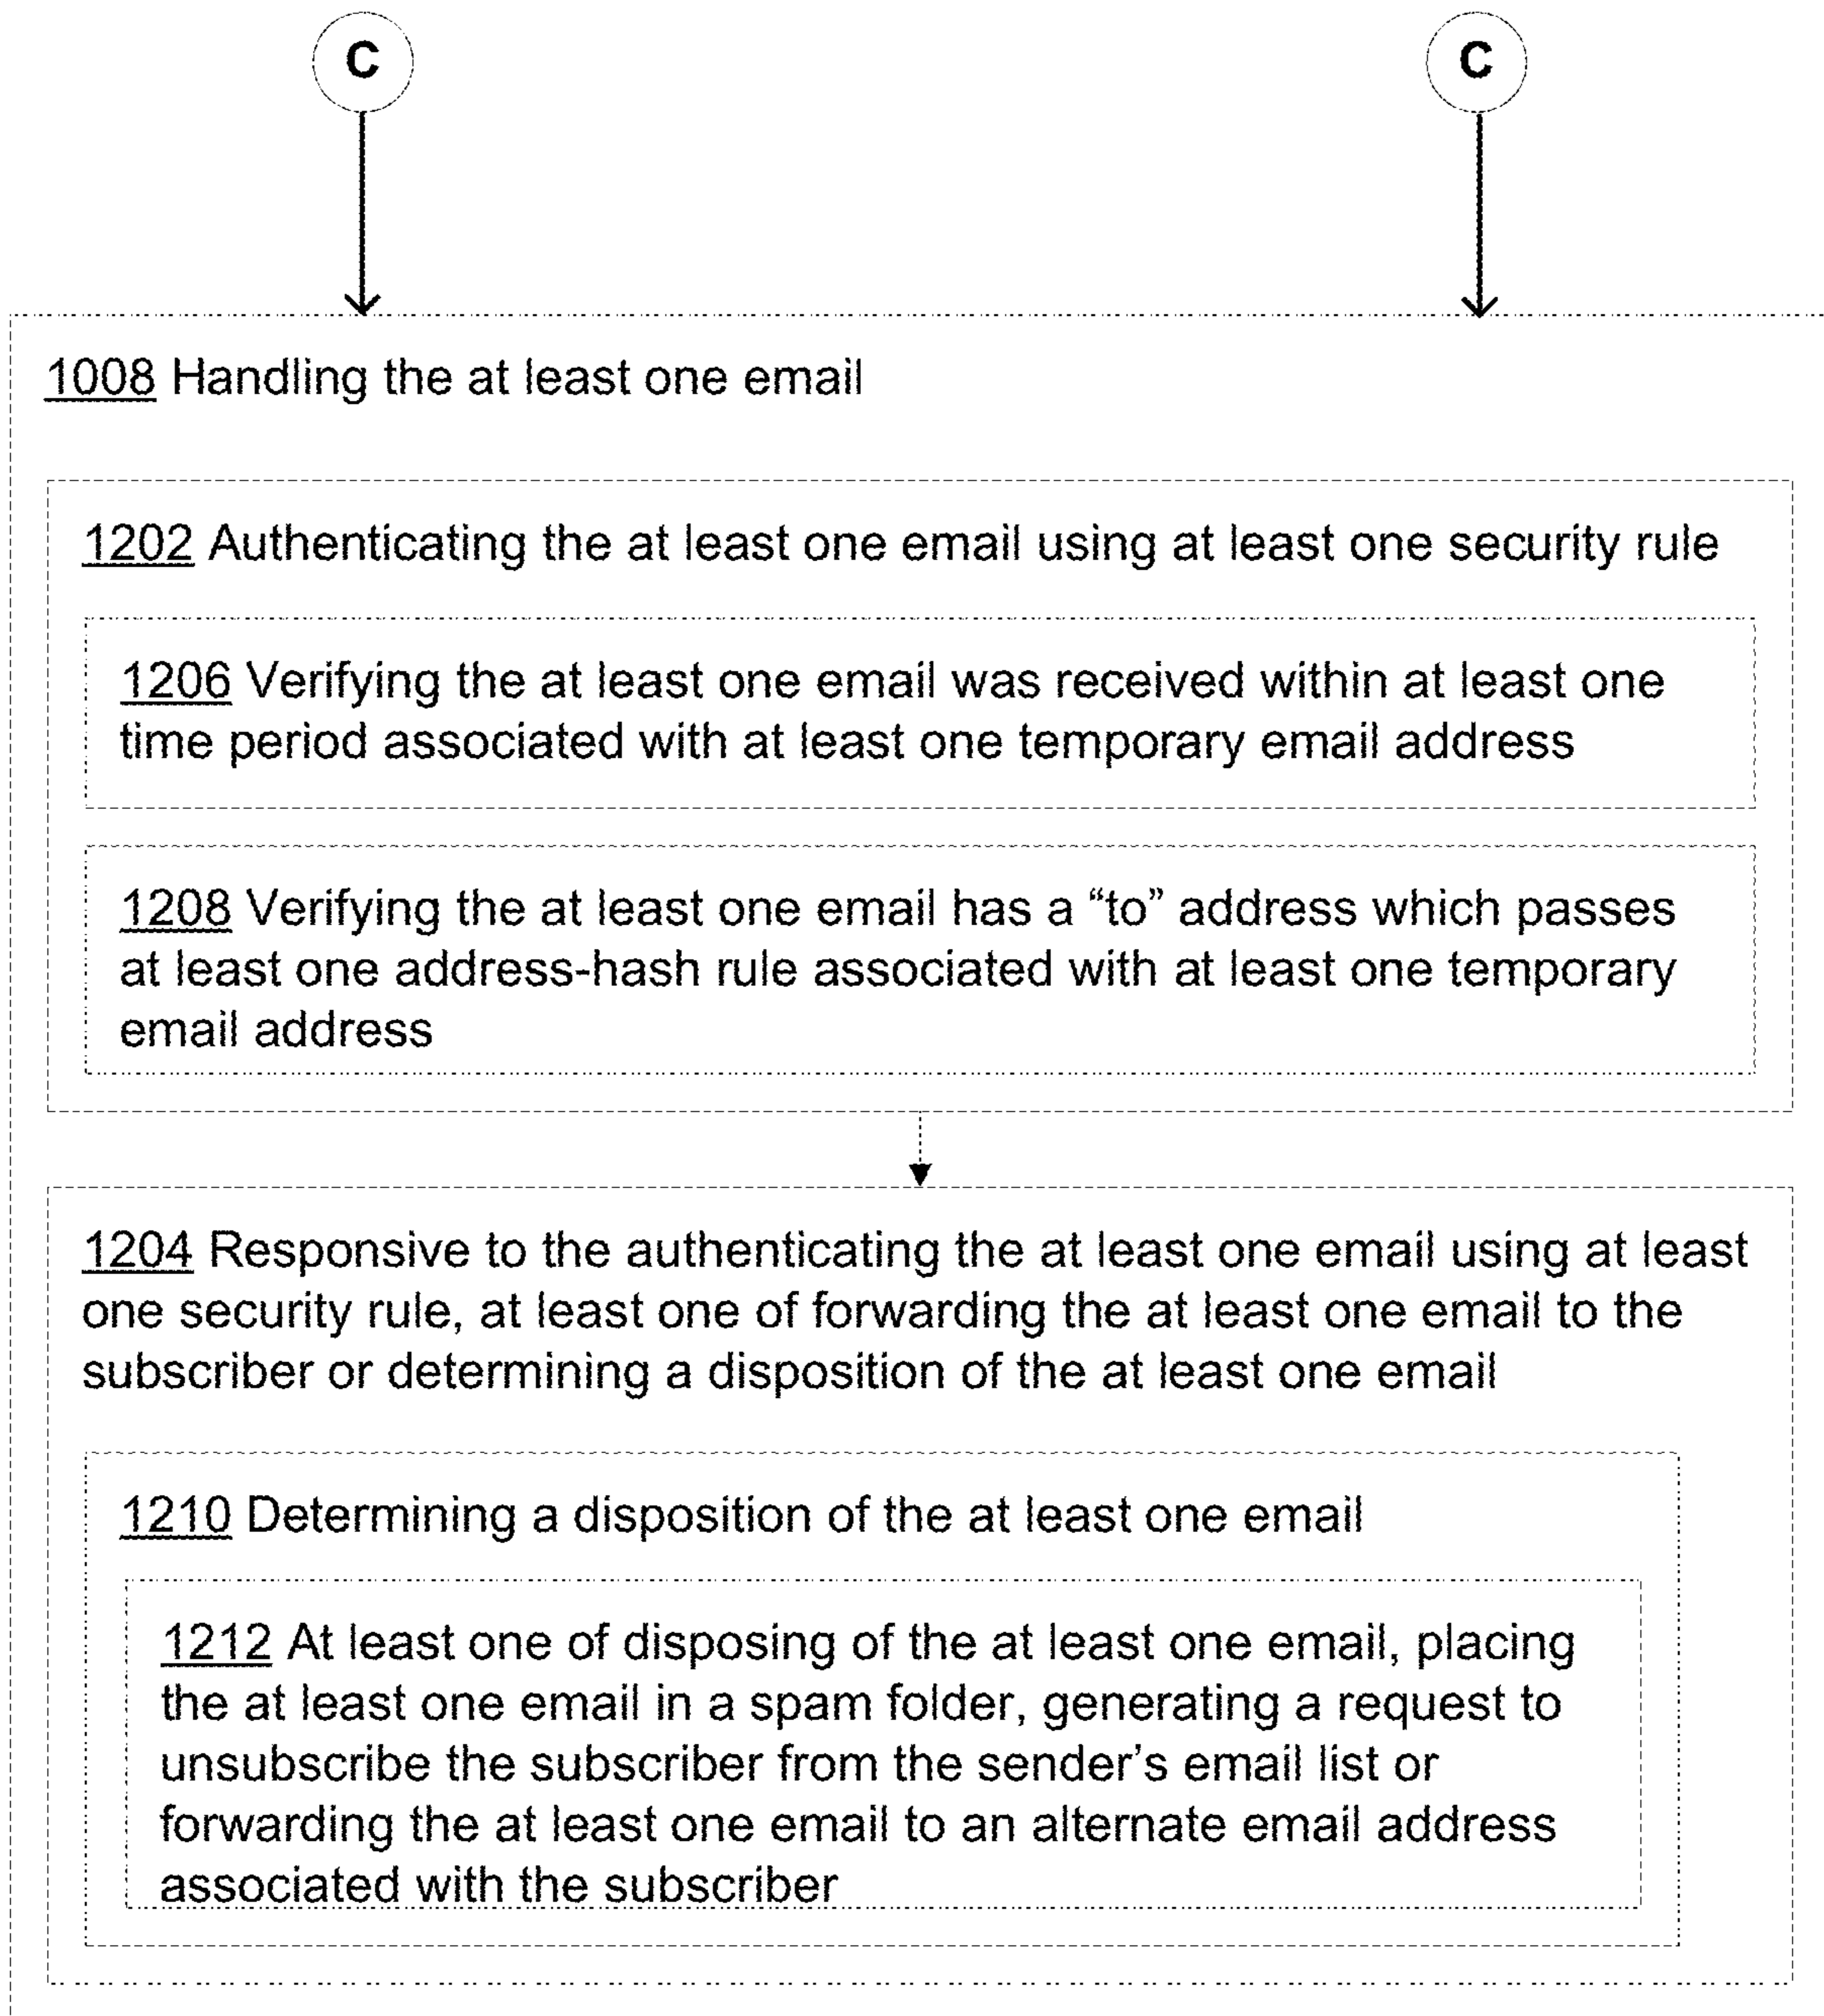 C
C
1008 Handling the at least one email
1202 Authenticating the at least one email using at least one security rule
1206 Verifying the at least one email was received within at least one
time period associated with at least one temporary email address
1208 Verifying the at least one email has a “to” address which passes
at least one address-hash rule associated with at least one temporary
email address
1204 Responsive to the authenticating the at least one email using at least
one security rule, at least one of forwarding the at least one email to the
subscriber or determining a disposition of the at least one email
1210 Determining a disposition of the at least one email
1212 At least one of disposing of the at least one email, placing
the at least one email in a spam folder, generating a request to
unsubscribe the subscriber from the sender’s email list or
forwarding the at least one email to an alternate email address
associated with the subscriber